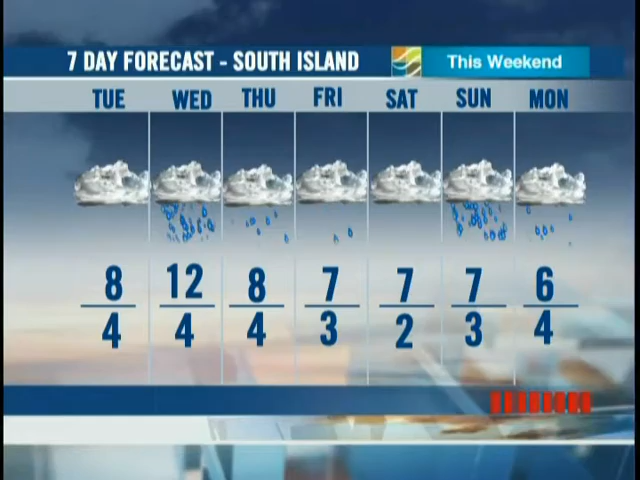 7 DAY FORECAST - SOUTH ISLAND
This Weekend
TUE WED THU FRI SAT SUN MON
8 12 8 7 7 7 6
4 4 4 3 2 3 4